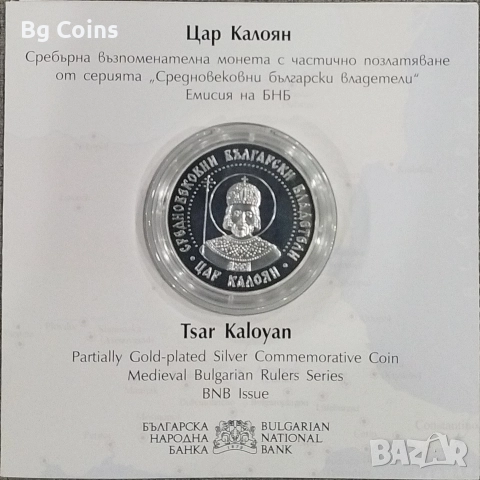 Bg Coins
Цар Калоян
Сребърна възпоменателна монета с частично позлатяване
от серията „Средновековни български владетели“
Емисия на БНБ
СРЕДНОВЕКОВНИ БЪЛГАРСКИ ВЛАДЕТЕЛИ
· ЦАР КАЛОЯН ·
Tsar Kaloyan
Partially Gold-plated Silver Commemorative Coin
Medieval Bulgarian Rulers Series
BNB Issue
БЪЛГАРСКА
НАРОДНА
БАНКА
BULGARIAN
NATIONAL
BANK
BAZAR